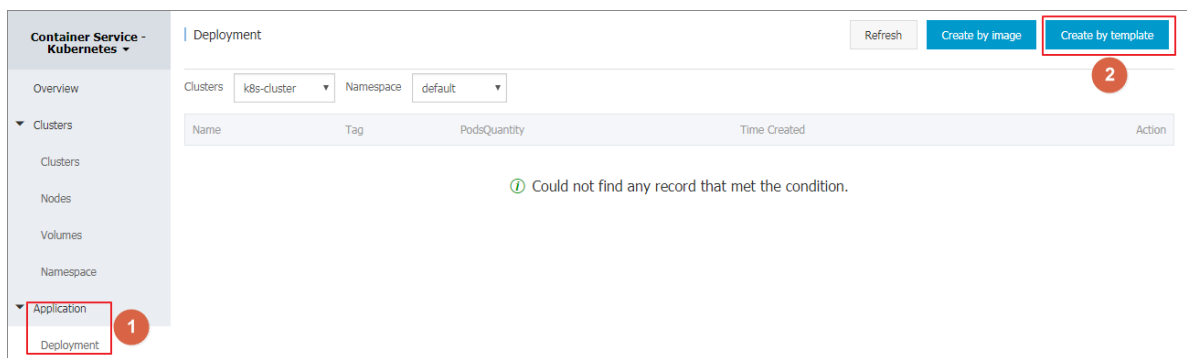 Container Service -
Kubernetes
Deployment
Refresh
Create by image
Create by template
2
Overview
Clusters
k8s-cluster
Namespace
default
Clusters
Name
Tag
PodsQuantity
Time Created
Action
Clusters
Could not find any record that met the condition.
Nodes
Volumes
Namespace
Application
1
Deployment